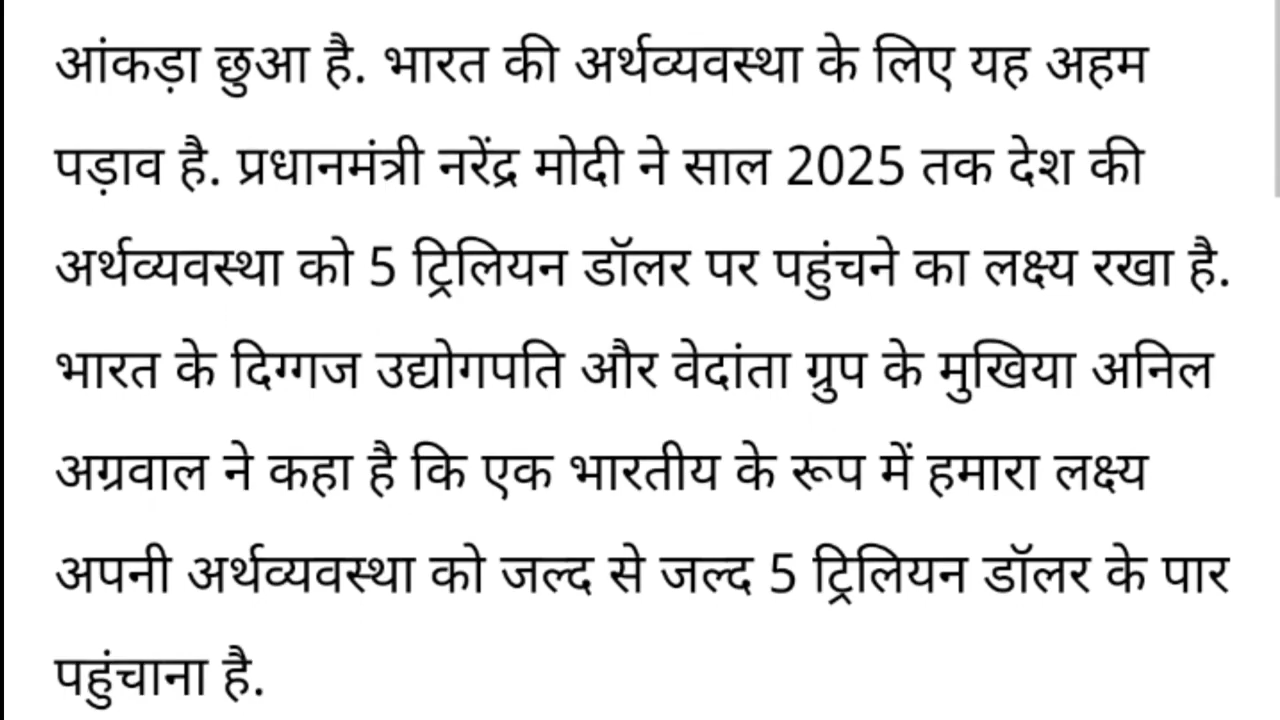 आंकड़ा छुआ है. भारत की अर्थव्यवस्था के लिए यह अहम
पड़ाव है. प्रधानमंत्री नरेंद्र मोदी ने साल 2025 तक देश की
अर्थव्यवस्था को 5 ट्रिलियन डॉलर पर पहुंचने का लक्ष्य रखा है.
भारत के दिग्गज उद्योगपति और वेदांता ग्रुप के मुखिया अनिल
अग्रवाल ने कहा है कि एक भारतीय के रूप में हमारा लक्ष्य
अपनी अर्थव्यवस्था को जल्द से जल्द 5 ट्रिलियन डॉलर के पार
पहुंचाना है.